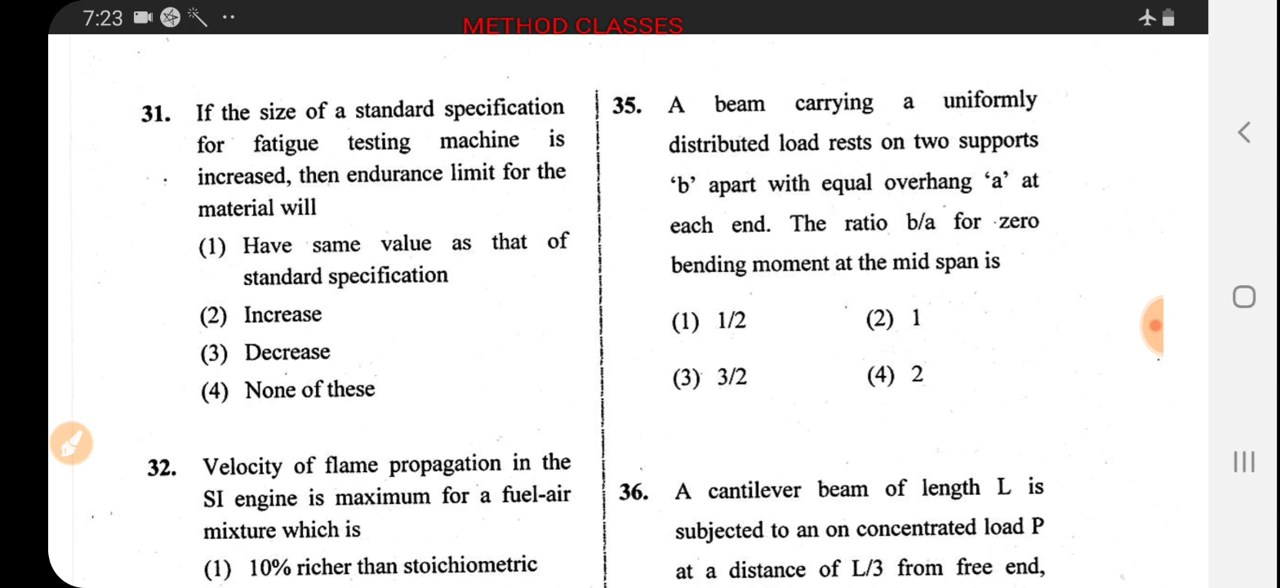 7:23
METHOD CLASSES
31. If the size of a standard specification
for fatigue testing machine is
increased, then endurance limit for the
material will
(1) Have same value as that of
standard specification
(2) Increase
(3) Decrease
(4) None of these
32. Velocity of flame propagation in the
SI engine is maximum for a fuel-air
mixture which is
(1) 10% richer than stoichiometric
35. A beam carrying a uniformly
distributed load rests on two supports
‘b’ apart with equal overhang ‘a’ at
each end. The ratio b/a for zero
bending moment at the mid span is
(1) 1/2 (2) 1
(3) 3/2 (4) 2
36. A cantilever beam of length L is
subjected to an on concentrated load P
at a distance of L/3 from free end,